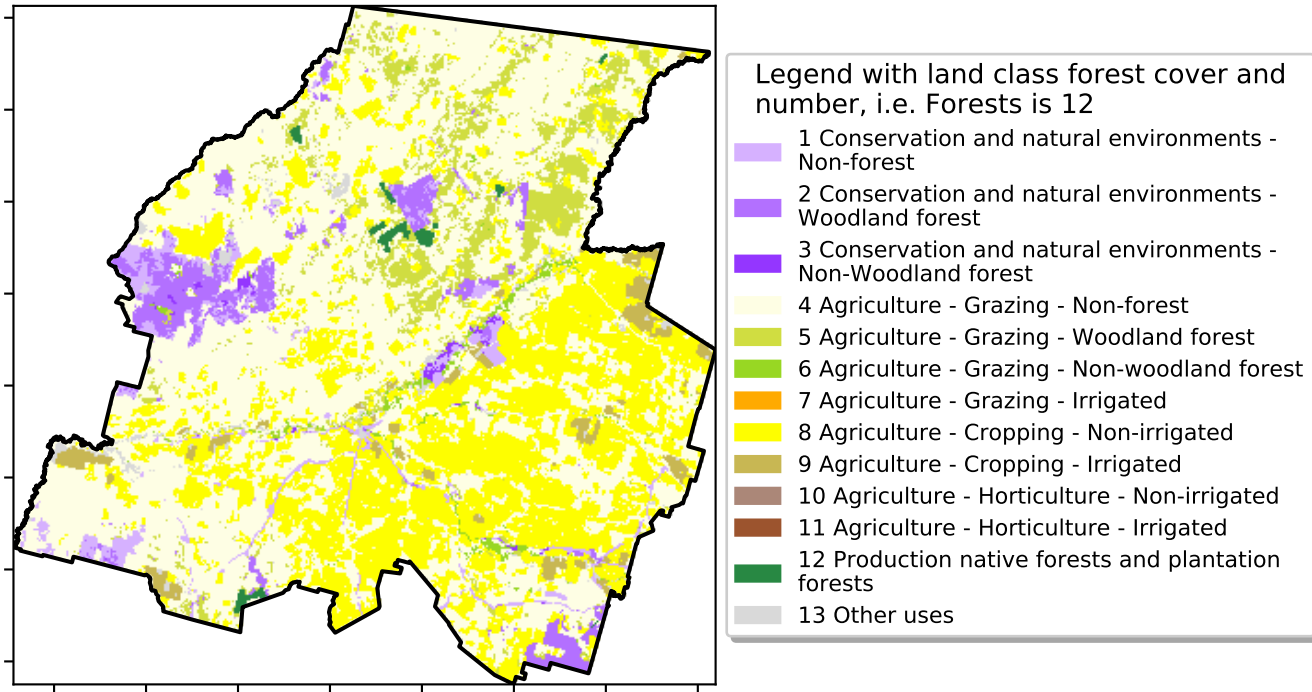 Legend with land class forest cover and
number, i.e. Forests is 12
1 Conservation and natural environments -
Non-forest
2 Conservation and natural environments -
Woodland forest
3 Conservation and natural environments -
Non-Woodland forest
4 Agriculture - Grazing - Non-forest
5 Agriculture - Grazing - Woodland forest
6 Agriculture - Grazing - Non-woodland forest
7 Agriculture - Grazing - Irrigated
8 Agriculture - Cropping - Non-irrigated
9 Agriculture - Cropping - Irrigated
10 Agriculture - Horticulture - Non-irrigated
11 Agriculture - Horticulture - Irrigated
12 Production native forests and plantation
forests
13 Other uses